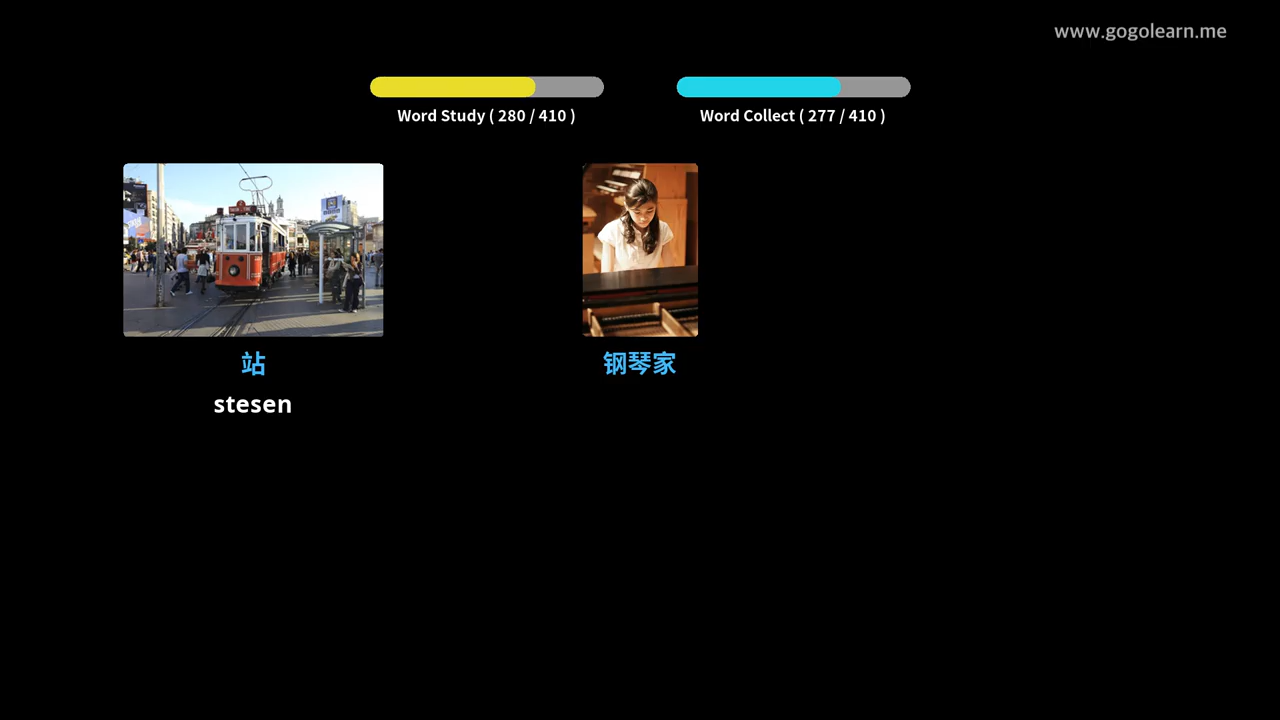 www.gogolearn.me
Word Study ( 280 / 410 )
Word Collect ( 277 / 410 )
站
钢琴家
stesen